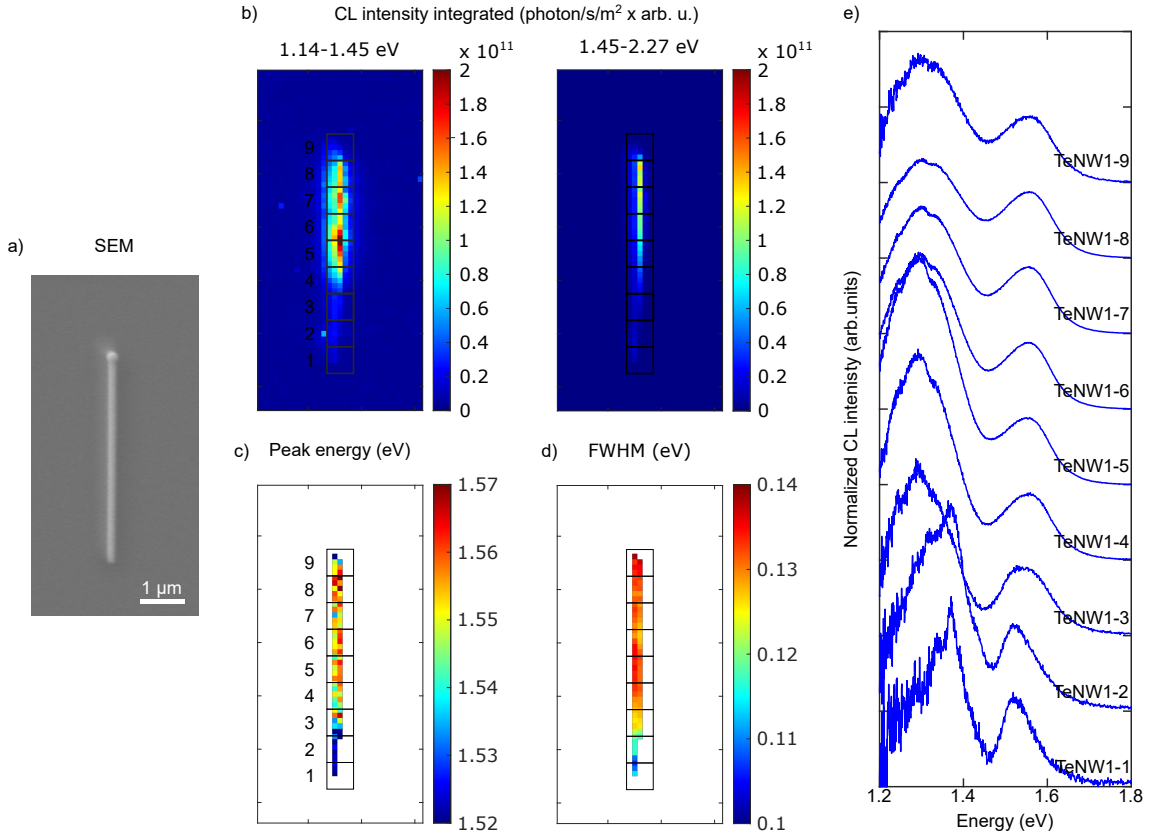 b)
CL intensity integrated (photon/s/m² x arb. u.)
e)
1.14-1.45 eV
1.45-2.27 eV
a)
SEM
1 µm
x 10¹¹
2
1.8
1.6
1.4
1.2
1
0.8
0.6
0.4
0.2
0
9
8
7
6
5
4
3
2
1
x 10¹¹
2
1.8
1.6
1.4
1.2
1
0.8
0.6
0.4
0.2
0
c)
Peak energy (eV)
9
8
7
6
5
4
3
2
1
1.57
1.56
1.55
1.54
1.53
1.52
d)
FWHM (eV)
0.14
0.13
0.12
0.11
0.1
Normalized CL intenisty (arb.units)
TeNW1-9
TeNW1-8
TeNW1-7
TeNW1-6
TeNW1-5
TeNW1-4
TeNW1-3
TeNW1-2
TeNW1-1
1.2
1.4
1.6
1.8
Energy (eV)